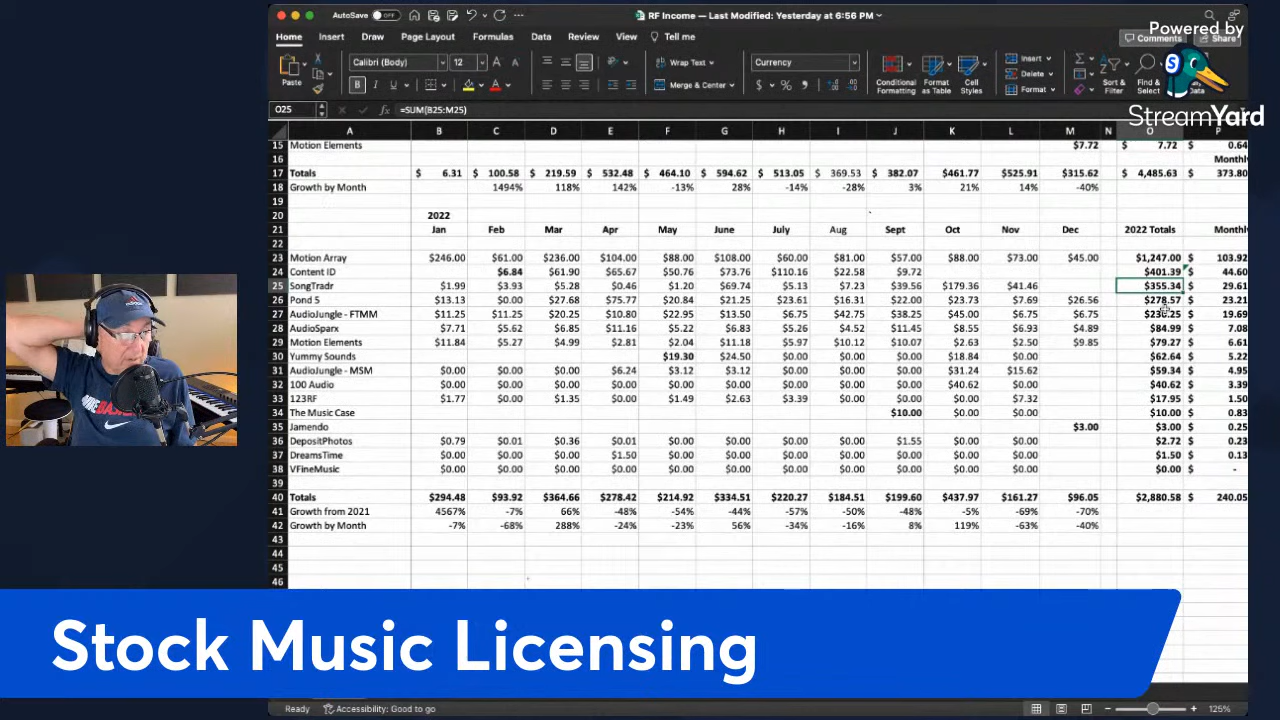 AutoSave OFF RF Income — Last Modified: Yesterday at 6:56 PM
Powered by
StreamYard
Home Insert Draw Page Layout Formulas Data Review View Tell me Comments Share
Paste Calibri (Body) 12 Wrap Text Currency Insert
B I U Merge & Center $ % Conditional Formatting Format as Table Cell Styles Delete Format Sort & Filter Find & Select
O25 fx =SUM(B25:M25)
A B C D E F G H I J K L M N O P
15 Motion Elements $7.72 $ 7.72 $ 0.64
16 Monthly
17 Totals $ 6.31 $ 100.58 $ 219.59 $ 532.48 $ 464.10 $ 594.62 $ 513.05 $ 369.53 $ 382.07 $461.77 $525.91 $315.62 $ 4,485.63 $ 373.80
18 Growth by Month 1494% 118% 142% -13% 28% -14% -28% 3% 21% 14% -40%
19
20 2022
21 Jan Feb Mar Apr May June July Aug Sept Oct Nov Dec 2022 Totals Monthly
22
23 Motion Array $246.00 $61.00 $236.00 $104.00 $88.00 $108.00 $60.00 $81.00 $57.00 $88.00 $73.00 $45.00 $1,247.00 $ 103.92
24 Content ID $6.84 $61.90 $65.67 $50.76 $73.76 $110.16 $22.58 $9.72 $401.39 $ 44.60
25 SongTradr $1.99 $3.93 $5.28 $0.46 $1.20 $69.74 $5.13 $7.23 $39.56 $179.36 $41.46 $355.34 $ 29.61
26 Pond 5 $13.13 $0.00 $27.68 $75.77 $20.84 $21.25 $23.61 $16.31 $22.00 $23.73 $7.69 $26.56 $278.57 $ 23.21
27 AudioJungle - FTMM $11.25 $11.25 $20.25 $10.80 $22.95 $13.50 $6.75 $42.75 $38.25 $45.00 $6.75 $6.75 $236.25 $ 19.69
28 AudioSparx $7.71 $5.62 $6.85 $11.16 $5.22 $6.83 $5.26 $4.52 $11.45 $8.55 $6.93 $4.89 $84.99 $ 7.08
29 Motion Elements $11.84 $5.27 $4.99 $2.81 $2.04 $11.18 $5.97 $10.12 $10.07 $2.63 $2.50 $9.85 $79.27 $ 6.61
30 Yummy Sounds $19.30 $24.50 $0.00 $0.00 $0.00 $18.84 $0.00 $62.64 $ 5.22
31 AudioJungle - MSM $0.00 $0.00 $0.00 $6.24 $3.12 $3.12 $0.00 $0.00 $0.00 $31.24 $15.62 $59.34 $ 4.95
32 100 Audio $0.00 $0.00 $0.00 $0.00 $0.00 $0.00 $0.00 $0.00 $0.00 $40.62 $0.00 $40.62 $ 3.39
33 123RF $1.77 $0.00 $1.35 $0.00 $1.49 $2.63 $3.39 $0.00 $0.00 $0.00 $7.32 $17.95 $ 1.50
34 The Music Case $10.00 $0.00 $0.00 $10.00 $ 0.83
35 Jamendo $3.00 $3.00 $ 0.25
36 DepositPhotos $0.79 $0.01 $0.36 $0.01 $0.00 $0.00 $0.00 $0.00 $1.55 $0.00 $0.00 $2.72 $ 0.23
37 DreamsTime $0.00 $0.00 $0.00 $1.50 $0.00 $0.00 $0.00 $0.00 $0.00 $0.00 $0.00 $1.50 $ 0.13
38 VFineMusic $0.00 $0.00 $0.00 $0.00 $0.00 $0.00 $0.00 $0.00 $0.00 $0.00 $0.00 $0.00 $ -
39
40 Totals $294.48 $93.92 $364.66 $278.42 $214.92 $334.51 $220.27 $184.51 $199.60 $437.97 $161.27 $96.05 $2,880.58 $ 240.05
41 Growth from 2021 4567% -7% 66% -48% -54% -44% -57% -50% -48% -5% -69% -70%
42 Growth by Month -7% -68% 288% -24% -23% 56% -34% -16% 8% 119% -63% -40%
43
44
45
46
Stock Music Licensing
Ready Accessibility: Good to go 125%